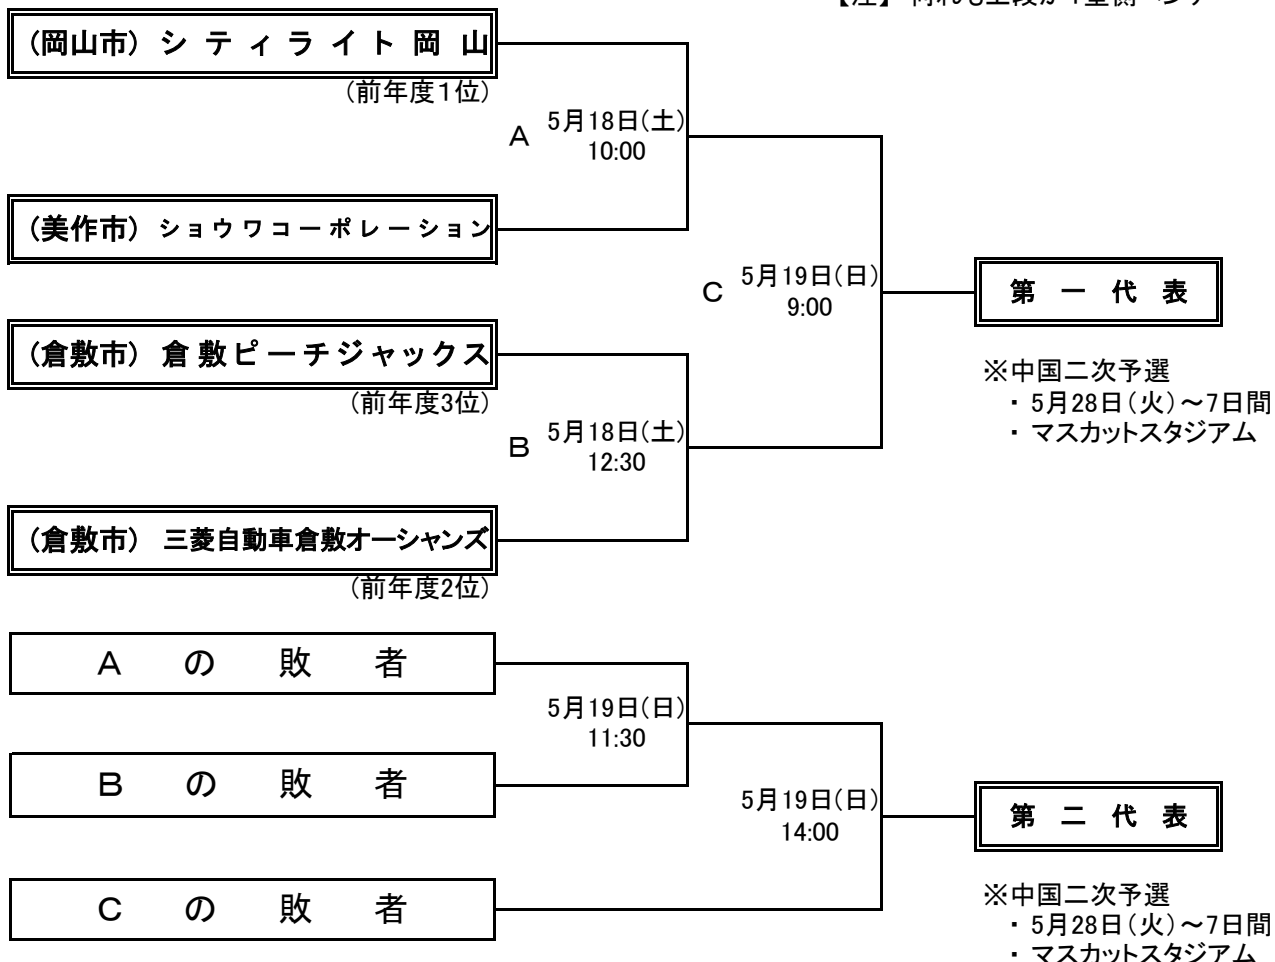 (岡山市) シティライト岡山
(前年度1位)
A 5月18日(土)
10:00
(美作市) ショウワコーポレーション
C 5月19日(日)
9:00
第一代表
(倉敷市) 倉敷ピーチジャックス
(前年度3位)
※中国二次予選
・ 5月28日(火)～7日間
・ マスカットスタジアム
B 5月18日(土)
12:30
(倉敷市) 三菱自動車倉敷オーシャンズ
(前年度2位)
Aの敗者
5月19日(日)
11:30
Bの敗者
5月19日(日)
14:00
第二代表
Cの敗者
※中国二次予選
・ 5月28日(火)～7日間
・ マスカットスタジアム